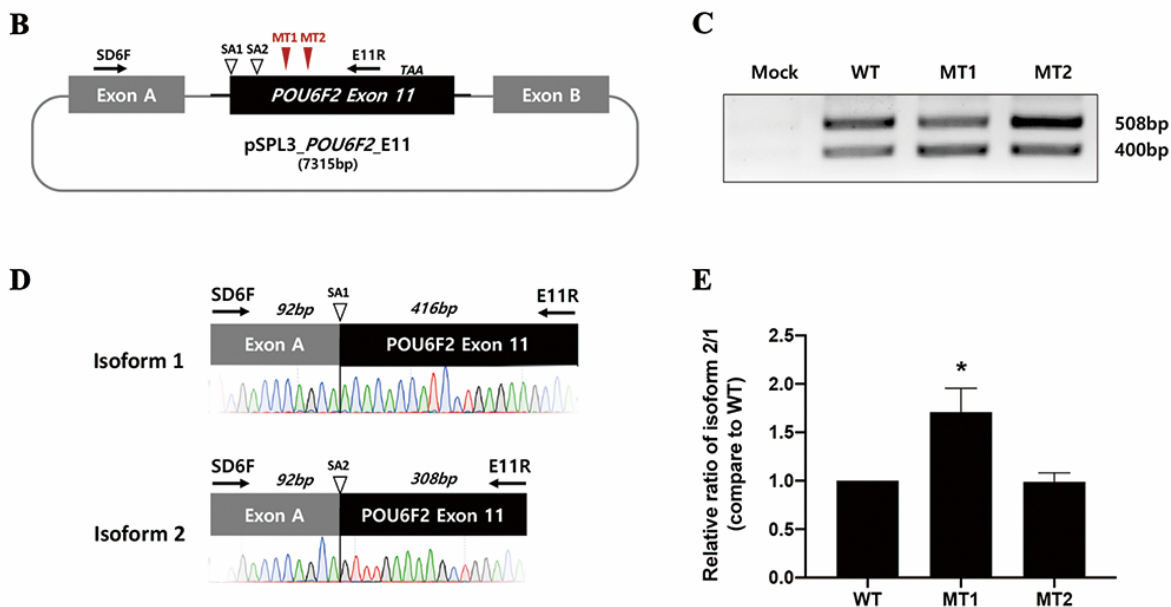 B
SD6F
SA1
SA2
MT1
MT2
E11R
TAA
Exon A
POU6F2 Exon 11
Exon B
pSPL3_POU6F2_E11
(7315bp)
C
Mock
WT
MT1
MT2
508bp
400bp
D
SD6F
92bp
SA1
416bp
E11R
Isoform 1
Exon A
POU6F2 Exon 11
SD6F
92bp
SA2
308bp
E11R
Isoform 2
Exon A
POU6F2 Exon 11
E
Relative ratio of isoform 2/1
(compare to WT)
2.5
2.0
1.5
1.0
0.5
0.0
*
WT
MT1
MT2